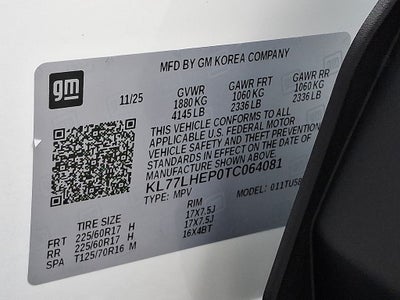 gm
MFD BY GM KOREA COMPANY
11/25
GVWR GAWR FRT GAWR RR
1880 KG 1060 KG 1060 KG
4145 LB 2336 LB 2336 LB
THIS VEHICLE CONFORMS TO ALL
APPLICABLE U.S. FEDERAL MOTOR
VEHICLE SAFETY AND THEFT PREVENTION
STANDARDS IN EFFECT ON THE DATE
OF MANUFACTURE SHOWN ABOVE.
KL77LHEP0TC064081
TYPE: MPV MODEL:
TIRE SIZE RIM
FRT 225/60R17 H 17X7.5J
RR 225/60R17 H 17X7.5J
SPA T125/70R16 M 16X4BT